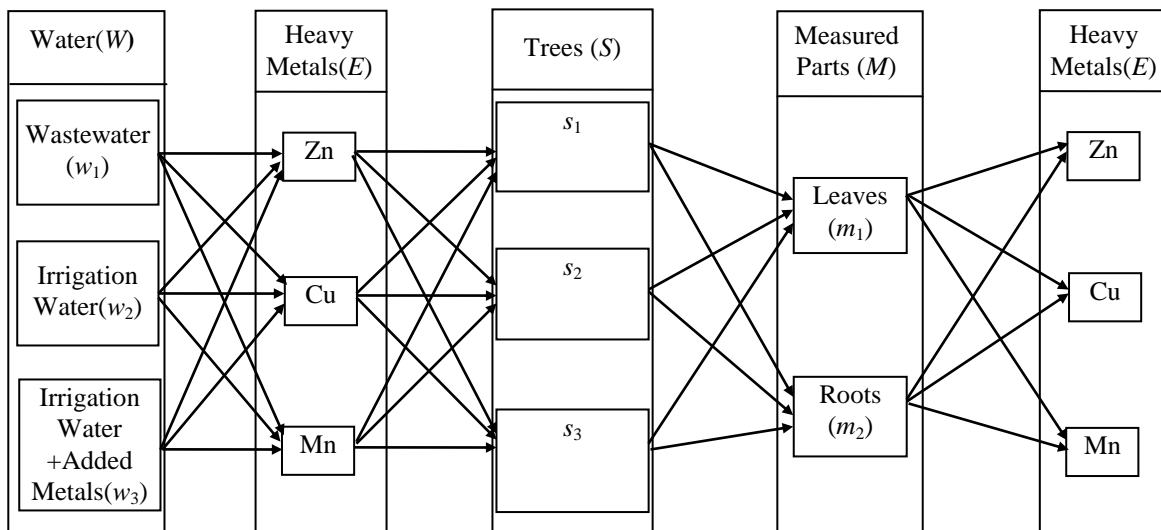 Water(W)
Heavy
Metals(E)
Trees (S)
Measured
Parts (M)
Heavy
Metals(E)
Wastewater
(w1)
Irrigation
Water(w2)
Irrigation
Water
+Added
Metals(w3)
Zn
Cu
Mn
s1
s2
s3
Leaves
(m1)
Roots
(m2)
Zn
Cu
Mn